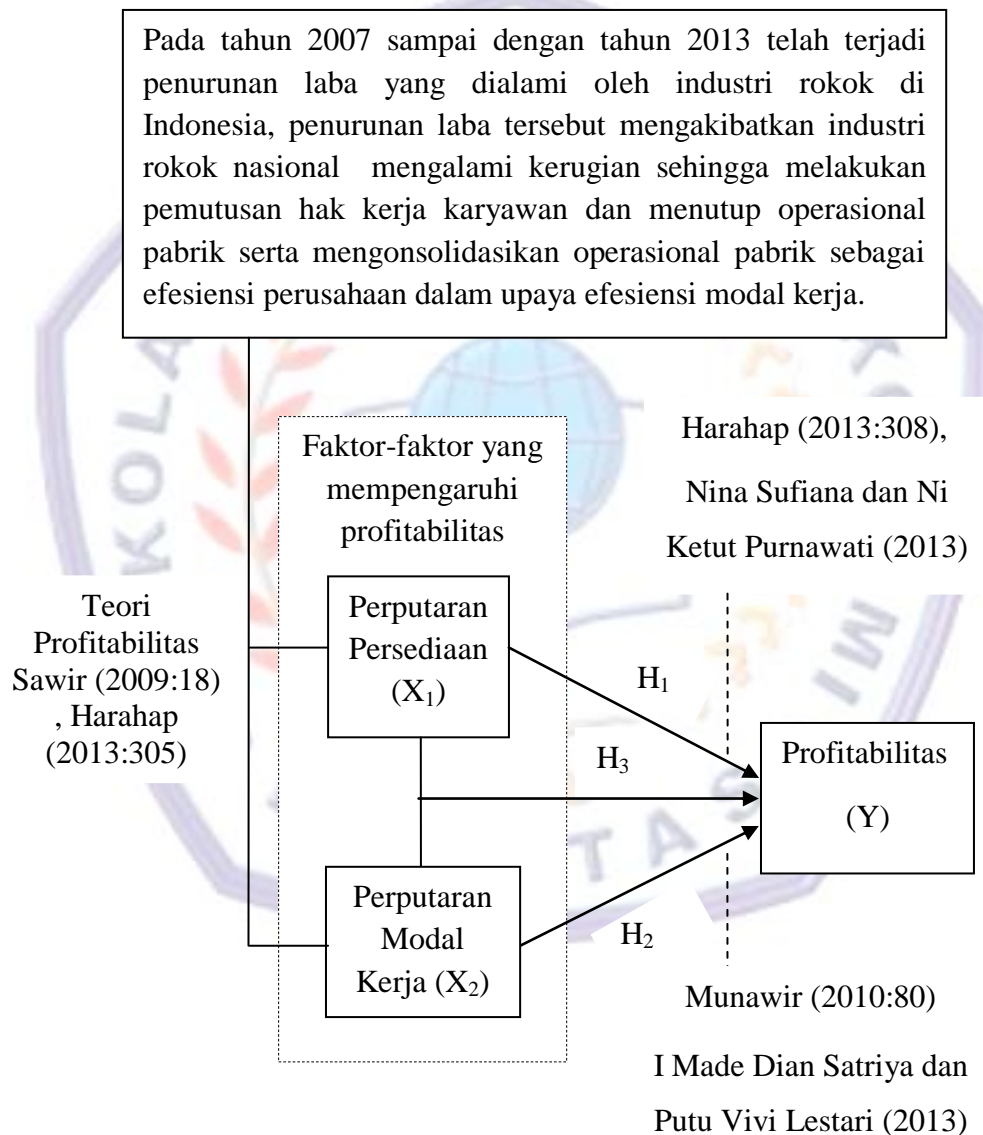 Pada tahun 2007 sampai dengan tahun 2013 telah terjadi
penurunan laba yang dialami oleh industri rokok di
Indonesia, penurunan laba tersebut mengakibatkan industri
rokok nasional mengalami kerugian sehingga melakukan
pemutusan hak kerja karyawan dan menutup operasional
pabrik serta mengonsolidasikan operasional pabrik sebagai
efesiensi perusahaan dalam upaya efesiensi modal kerja.
Faktor-faktor yang
mempengaruhi
profitabilitas
Harahap (2013:308),
Nina Sufiana dan Ni
Ketut Purnawati (2013)
Teori
Profitabilitas
Sawir (2009:18)
, Harahap
(2013:305)
Perputaran
Persediaan
(X₁)
H₁
H₃
Profitabilitas
(Y)
Perputaran
Modal
Kerja (X₂)
H₂
Munawir (2010:80)
I Made Dian Satriya dan
Putu Vivi Lestari (2013)